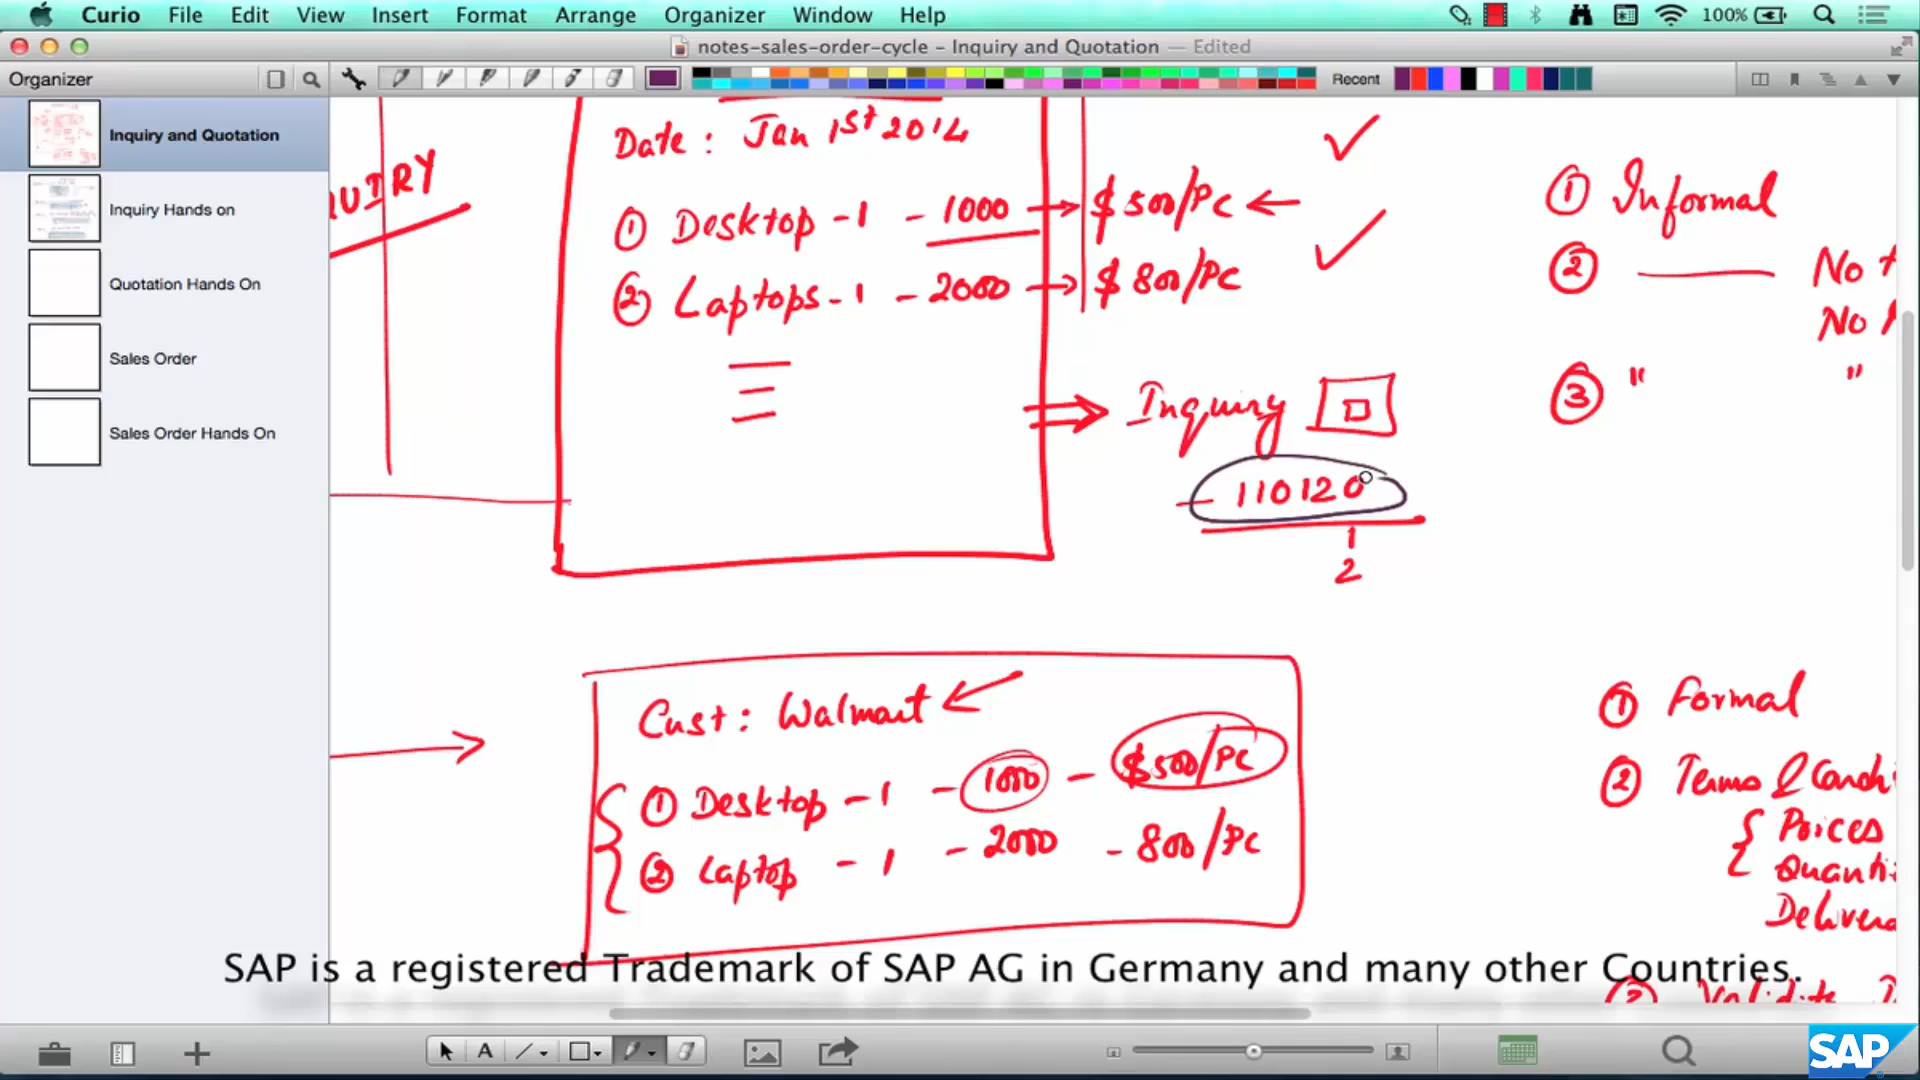 Curio File Edit View Insert Format Arrange Organizer Window Help 100%
notes-sales-order-cycle - Inquiry and Quotation — Edited
Organizer
Recent
Inquiry and Quotation
Inquiry Hands on
Quotation Hands On
Sales Order
Sales Order Hands On
UIRY
Date : Jan 1st 2014
① Desktop - 1 - 1000 → $500/PC ←
② Laptops - 1 - 2000 → $ 800/PC
⇒ Inquiry
- 110120
1
2
① Informal
② No
No
③ " "
Cust : Walmart
① Desktop - 1 - 1000 - $500/PC
② Laptop - 1 - 2000 - 800/PC
① Formal
② Terms & Condi
{ Prices
Quanti
Delivera
SAP is a registered Trademark of SAP AG in Germany and many other Countries.
③ Validity
A
SAP